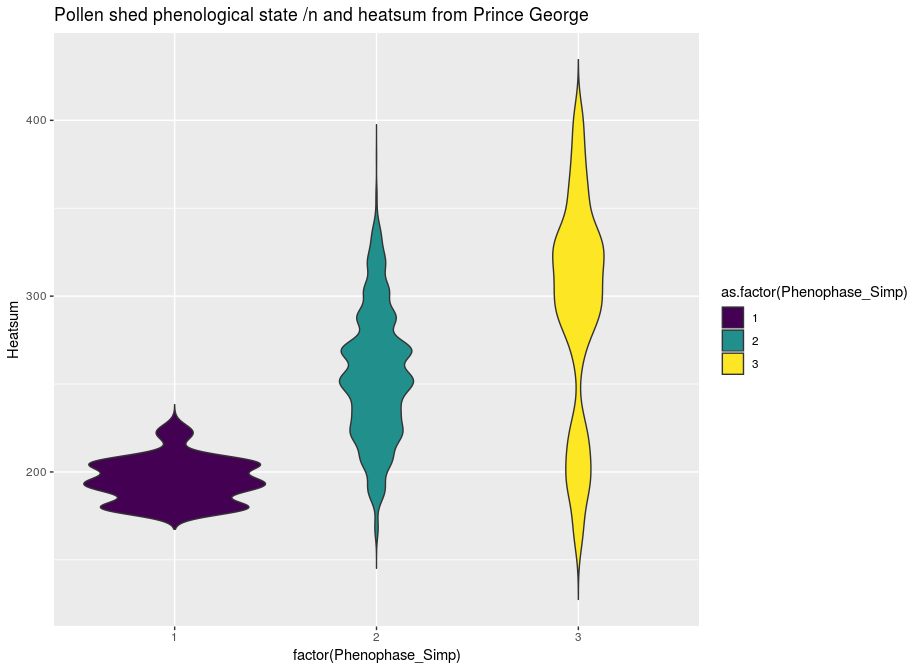 Pollen shed phenological state /n and heatsum from Prince George
Heatsum
400
300
200
1
2
3
factor(Phenophase_Simp)
as.factor(Phenophase_Simp)
1
2
3